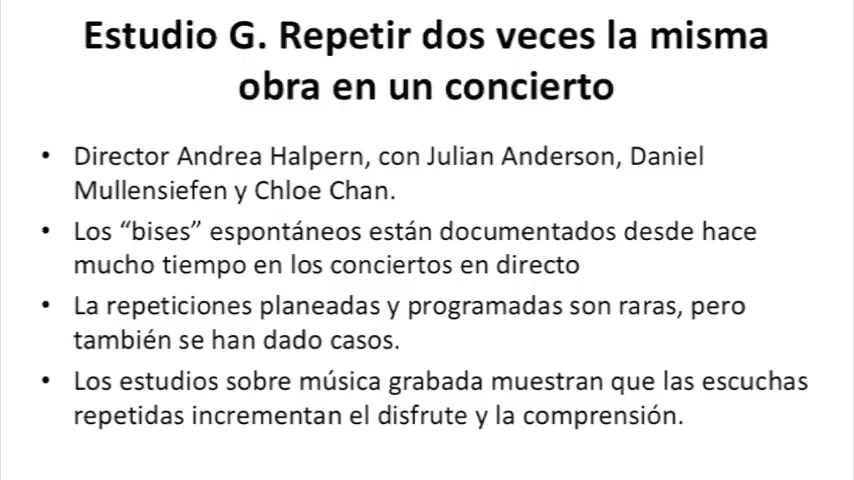 Estudio G. Repetir dos veces la misma
obra en un concierto
• Director Andrea Halpern, con Julian Anderson, Daniel
Mullensiefen y Chloe Chan.
• Los “bises” espontáneos están documentados desde hace
mucho tiempo en los conciertos en directo
• La repeticiones planeadas y programadas son raras, pero
también se han dado casos.
• Los estudios sobre música grabada muestran que las escuchas
repetidas incrementan el disfrute y la comprensión.